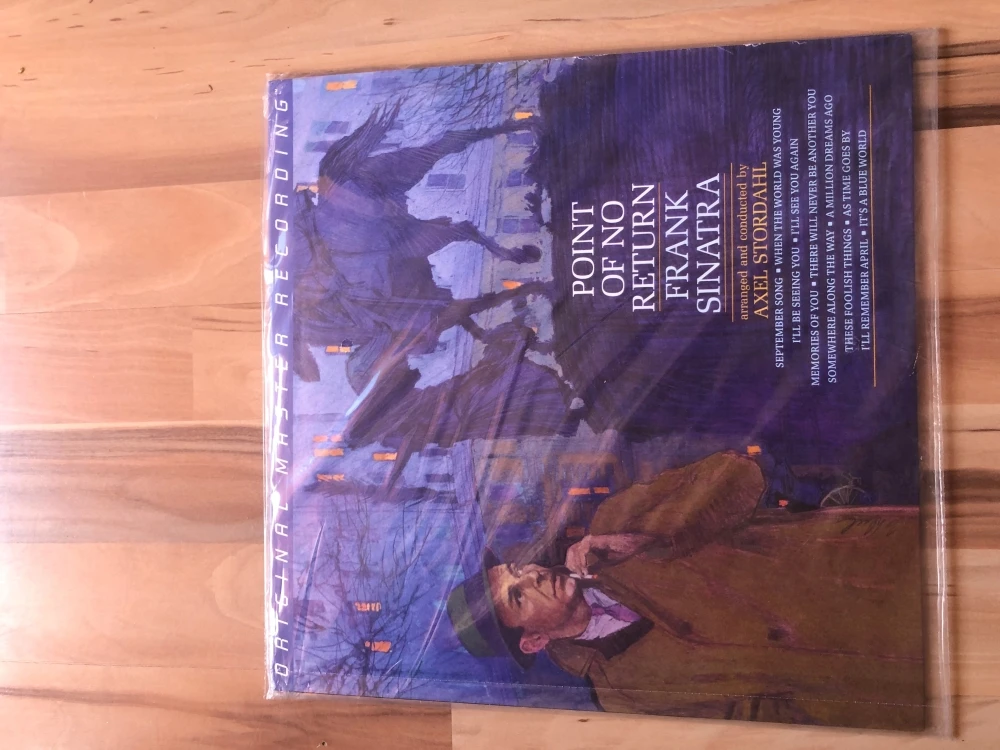 ORIGINAL MASTER RECORDING™
POINT
OF NO
RETURN
FRANK
SINATRA
arranged and conducted by
AXEL STORDAHL
SEPTEMBER SONG ▪ WHEN THE WORLD WAS YOUNG
I'LL BE SEEING YOU ▪ I'LL SEE YOU AGAIN
MEMORIES OF YOU ▪ THERE WILL NEVER BE ANOTHER YOU
SOMEWHERE ALONG THE WAY ▪ A MILLION DREAMS AGO
THESE FOOLISH THINGS ▪ AS TIME GOES BY
I'LL REMEMBER APRIL ▪ IT'S A BLUE WORLD